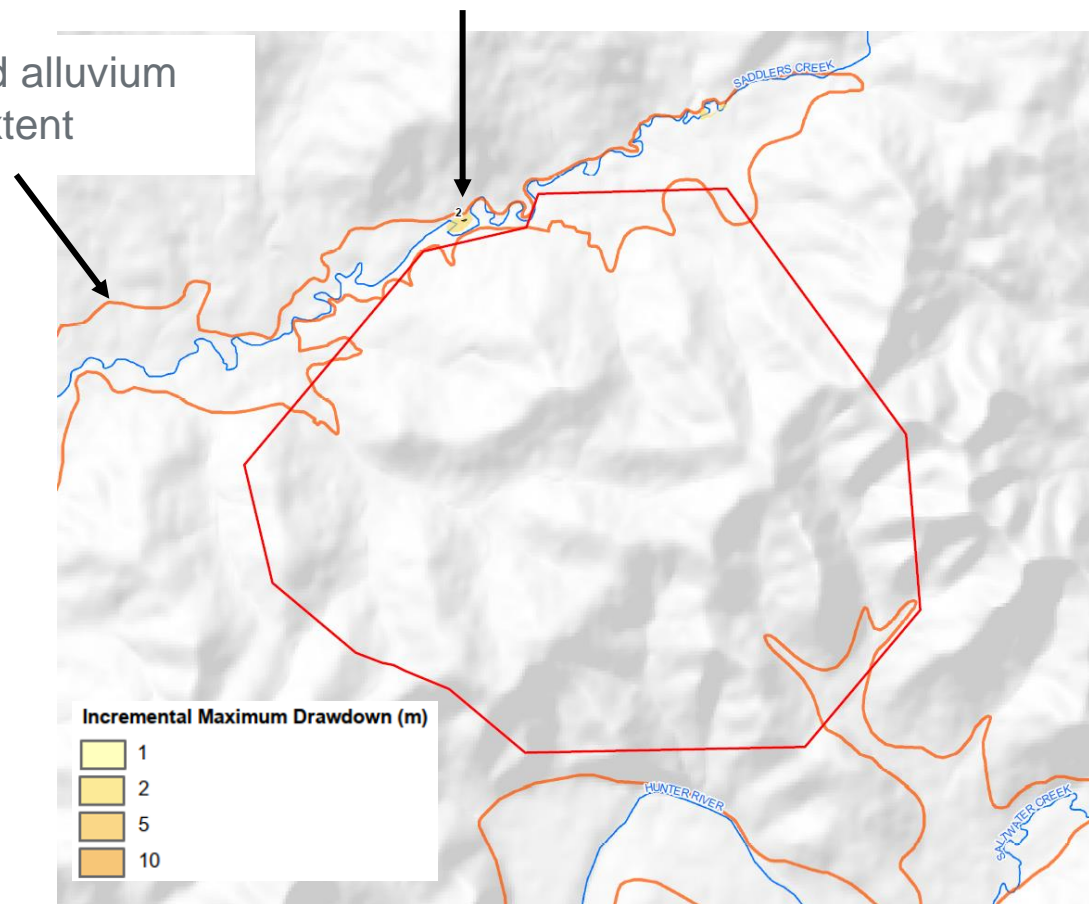 d alluvium
xtent
SADDLERS CREEK
2
Incremental Maximum Drawdown (m)
1
2
5
10
HUNTER RIVER
SALTWATER CREEK